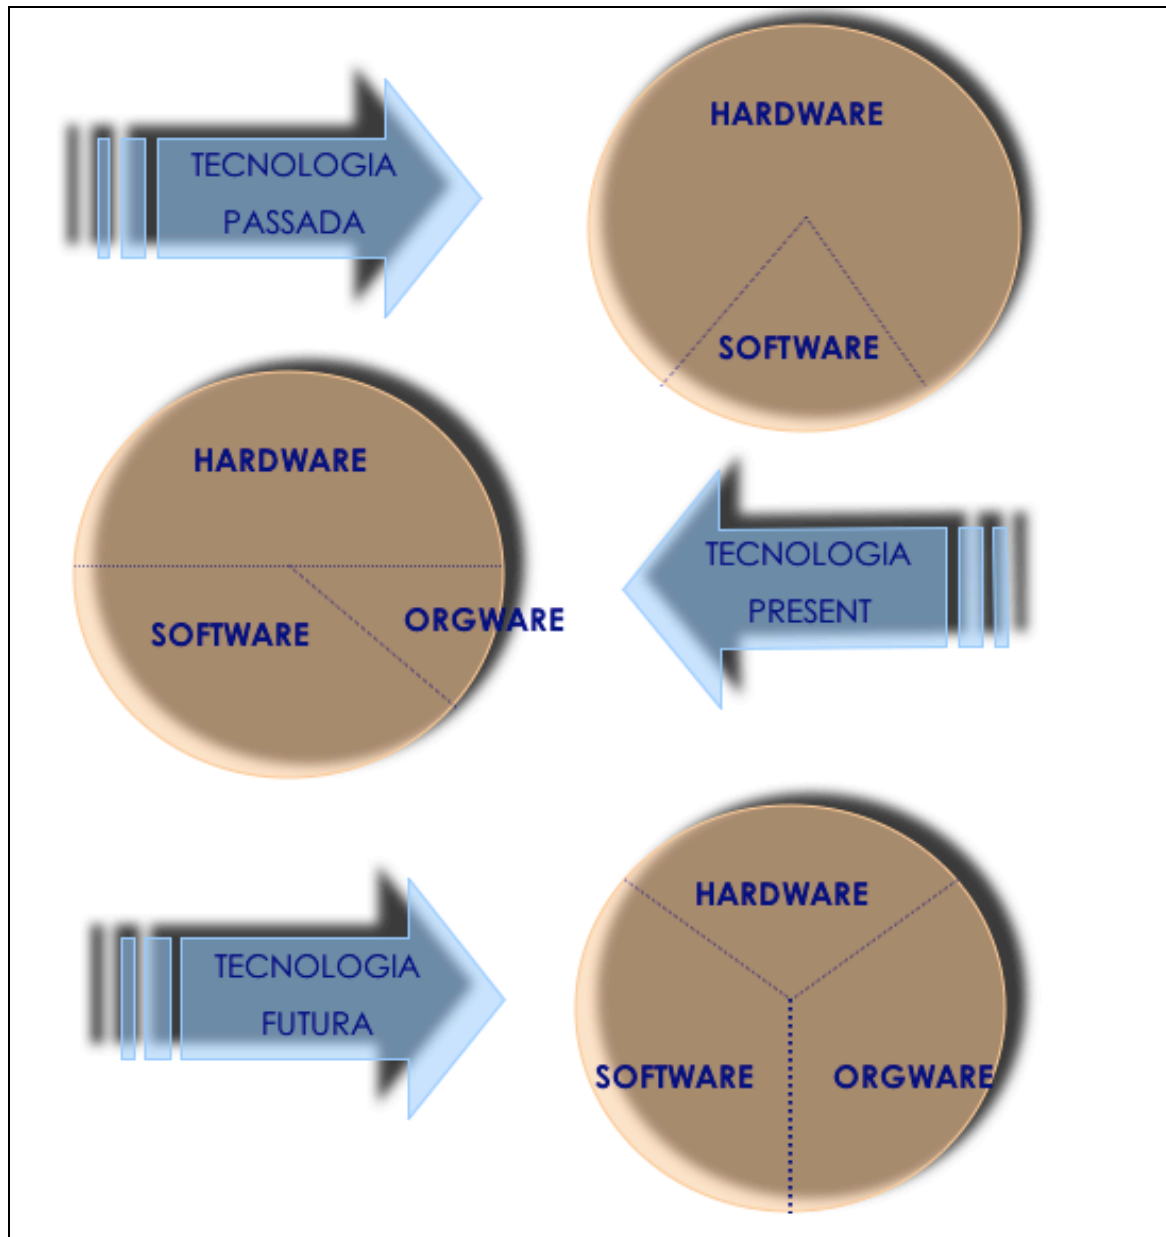 TECNOLOGIA
PASSADA
HARDWARE
SOFTWARE
HARDWARE
SOFTWARE
ORGWARE
TECNOLOGIA
PRESENT
TECNOLOGIA
FUTURA
HARDWARE
SOFTWARE
ORGWARE